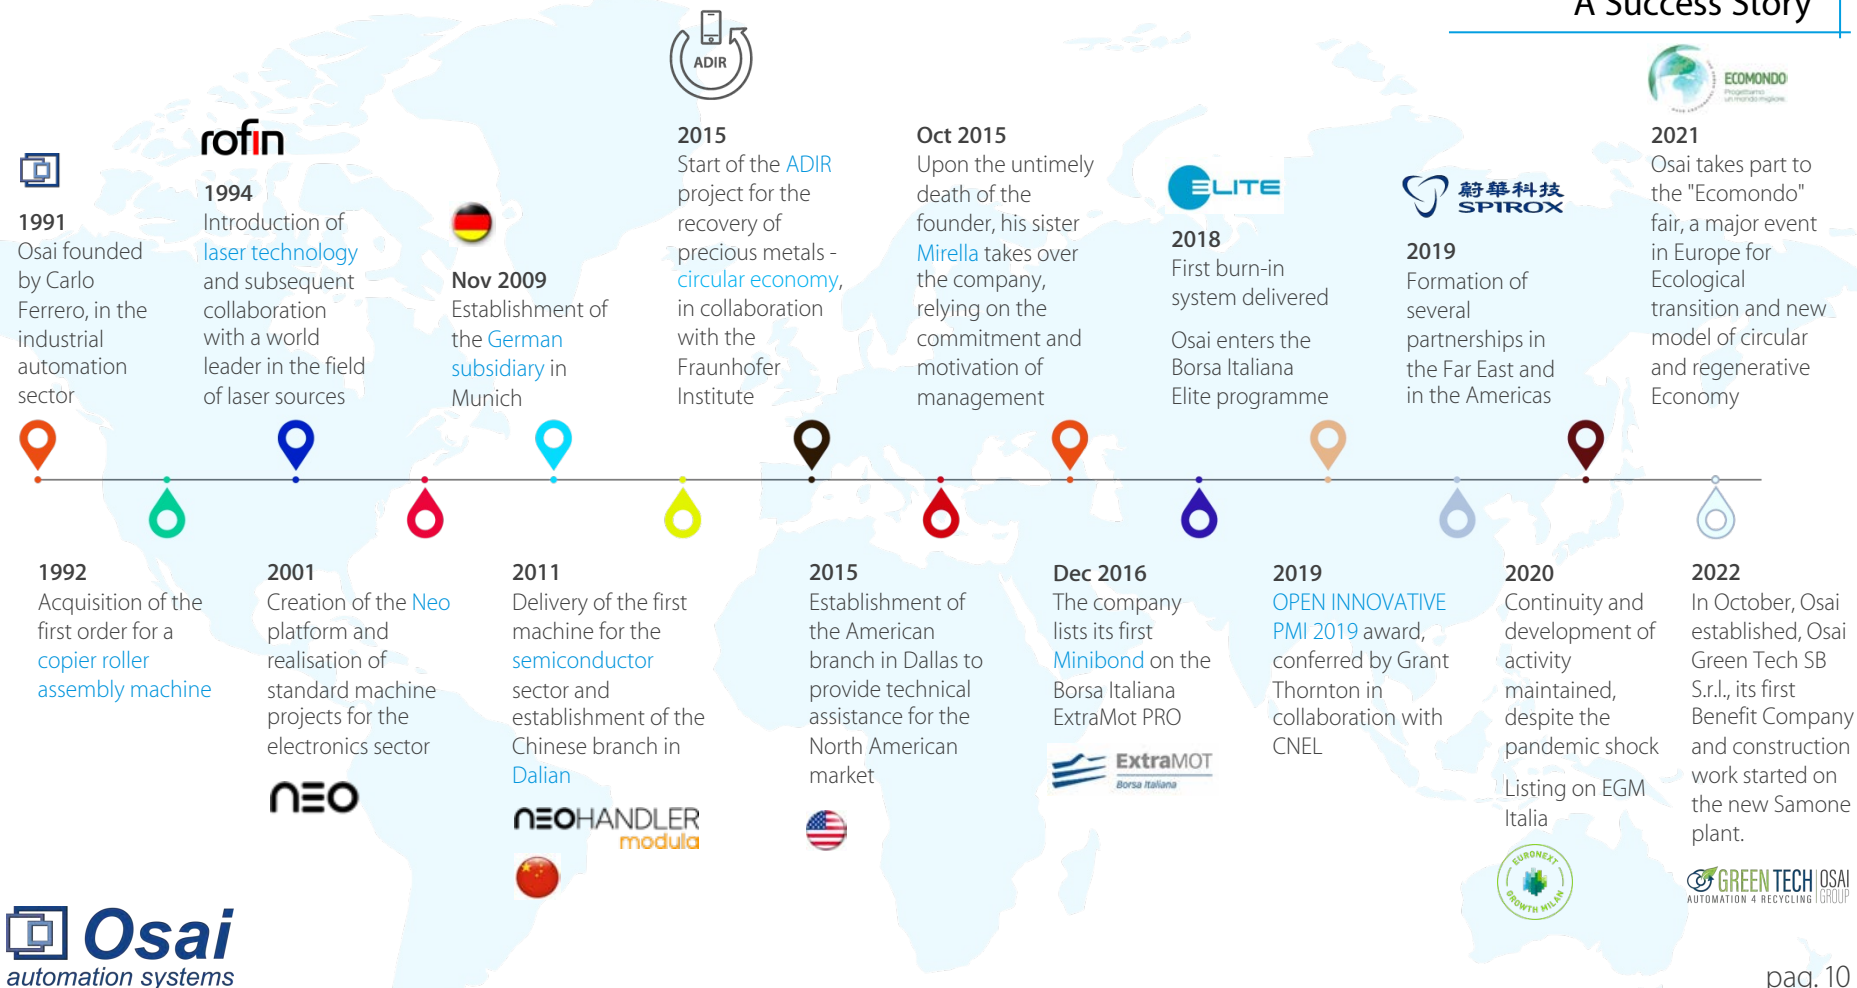 A Success Story
ADIR
2015
Start of the ADIR
project for the
recovery of
precious metals -
circular economy,
in collaboration
with the
Fraunhofer
Institute
rofin
1994
Introduction of
laser technology
and subsequent
collaboration
with a world
leader in the field
of laser sources
1991
Osai founded
by Carlo
Ferrero, in the
industrial
automation
sector
Nov 2009
Establishment of
the German
subsidiary in
Munich
Oct 2015
Upon the untimely
death of the
founder, his sister
Mirella takes over
the company,
relying on the
commitment and
motivation of
management
ELITE
2018
First burn-in
system delivered
Osai enters the
Borsa Italiana
Elite programme
蔚華科技
SPIROX
2019
Formation of
several
partnerships in
the Far East and
in the Americas
ECOMONDO
Progettiamo
un mondo migliore.
2021
Osai takes part to
the "Ecomondo"
fair, a major event
in Europe for
Ecological
transition and new
model of circular
and regenerative
Economy
1992
Acquisition of the
first order for a
copier roller
assembly machine
2001
Creation of the Neo
platform and
realisation of
standard machine
projects for the
electronics sector
NEO
2011
Delivery of the first
machine for the
semiconductor
sector and
establishment of the
Chinese branch in
Dalian
NEOHANDLER
modula
2015
Establishment of
the American
branch in Dallas to
provide technical
assistance for the
North American
market
Dec 2016
The company
lists its first
Minibond on the
Borsa Italiana
ExtraMot PRO
ExtraMOT
Borsa Italiana
2019
OPEN INNOVATIVE
PMI 2019 award,
conferred by Grant
Thornton in
collaboration with
CNEL
2020
Continuity and
development of
activity
maintained,
despite the
pandemic shock
Listing on EGM
Italia
EURONEXT
GROWTH MILAN
2022
In October, Osai
established, Osai
Green Tech SB
S.r.l., its first
Benefit Company
and construction
work started on
the new Samone
plant.
GREEN TECH OSAI
AUTOMATION 4 RECYCLING GROUP
Osai
automation systems
pag. 10